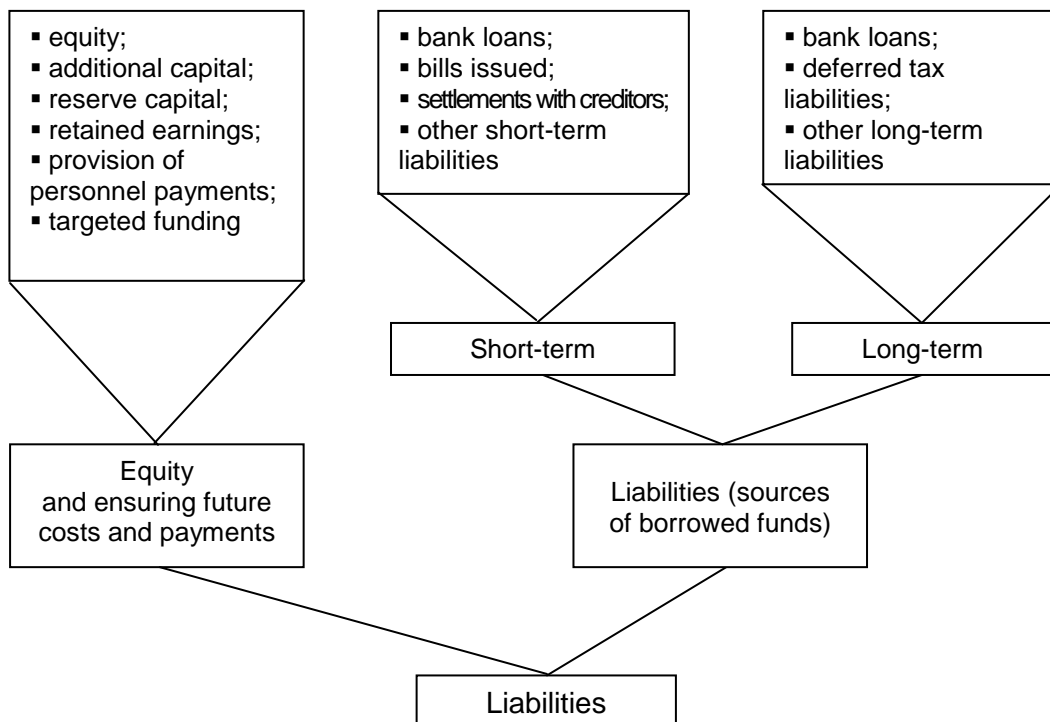 ▪ equity;
▪ additional capital;
▪ reserve capital;
▪ retained earnings;
▪ provision of
personnel payments;
▪ targeted funding
▪ bank loans;
▪ bills issued;
▪ settlements with creditors;
▪ other short-term
liabilities
▪ bank loans;
▪ deferred tax
liabilities;
▪ other long-term
liabilities
Short-term
Long-term
Equity
and ensuring future
costs and payments
Liabilities (sources
of borrowed funds)
Liabilities